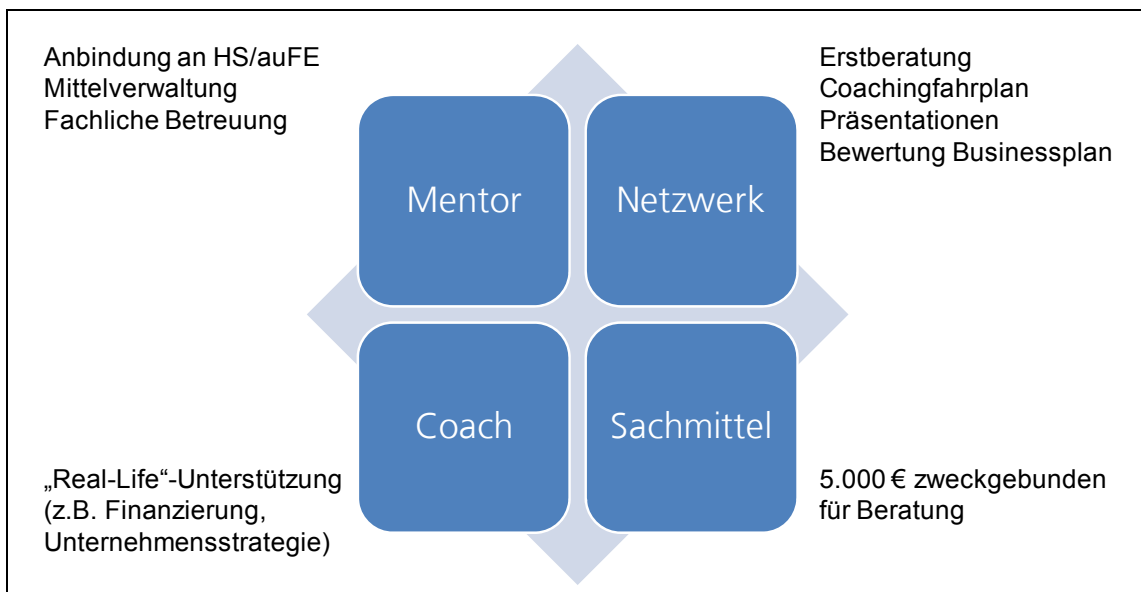 Anbindung an HS/auFE
Mittelverwaltung
Fachliche Betreuung
Erstberatung
Coachingfahrplan
Präsentationen
Bewertung Businessplan
Mentor
Netzwerk
Coach
Sachmittel
„Real-Life“-Unterstützung
(z.B. Finanzierung,
Unternehmensstrategie)
5.000 € zweckgebunden
für Beratung